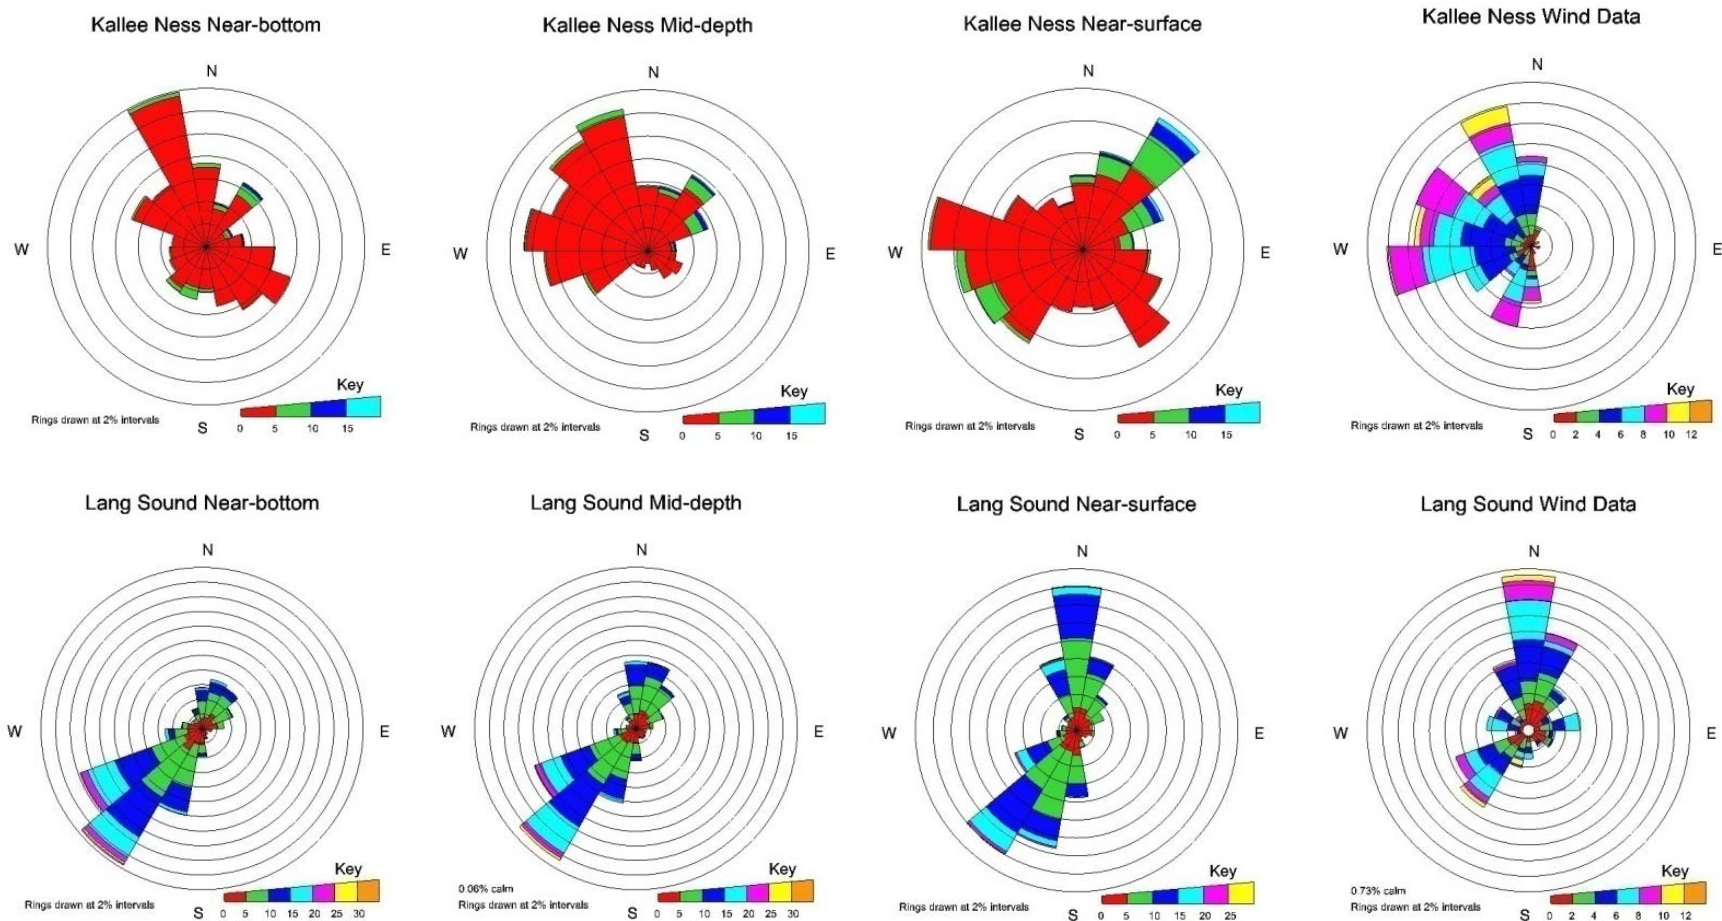 Kallee Ness Near-bottom
N
W
E
S
Key
Rings drawn at 2% intervals
0 5 10 15
Kallee Ness Mid-depth
N
W
E
S
Key
Rings drawn at 2% intervals
0 5 10 15
Kallee Ness Near-surface
N
W
E
S
Key
Rings drawn at 2% intervals
0 5 10 15
Kallee Ness Wind Data
N
W
E
S
Key
Rings drawn at 2% intervals
0 2 4 6 8 10 12
Lang Sound Near-bottom
N
W
E
S
Key
Rings drawn at 2% intervals
0 5 10 15 20 25 30
Lang Sound Mid-depth
N
W
E
S
Key
0.06% calm
Rings drawn at 2% intervals
0 5 10 15 20 25 30
Lang Sound Near-surface
N
W
E
S
Key
Rings drawn at 2% intervals
0 5 10 15 20 25
Lang Sound Wind Data
N
W
E
S
Key
0.73% calm
Rings drawn at 2% intervals
0 2 4 6 8 10 12